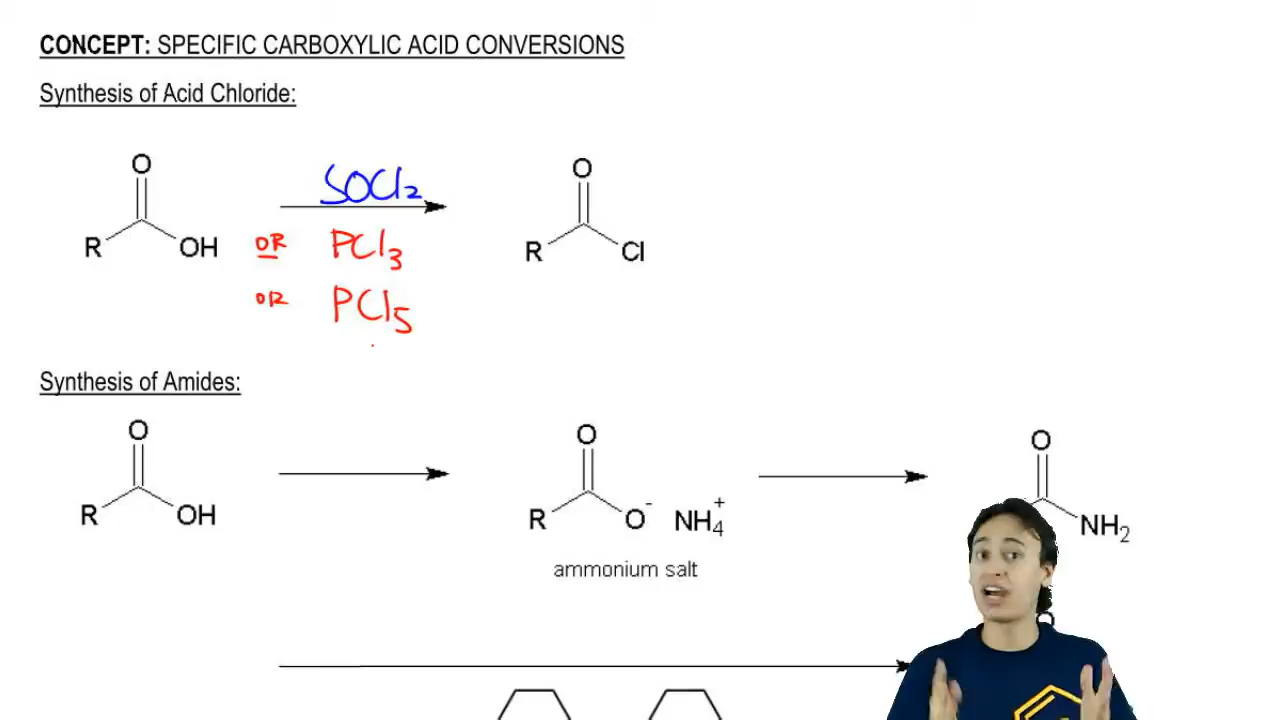 CONCEPT: SPECIFIC CARBOXYLIC ACID CONVERSIONS
Synthesis of Acid Chloride:
O
R
OH
SOCl2
OR PCl3
OR PCl5
O
R
Cl
Synthesis of Amides:
O
R
OH
O
R
O-
NH4+
ammonium salt
O
NH2
O